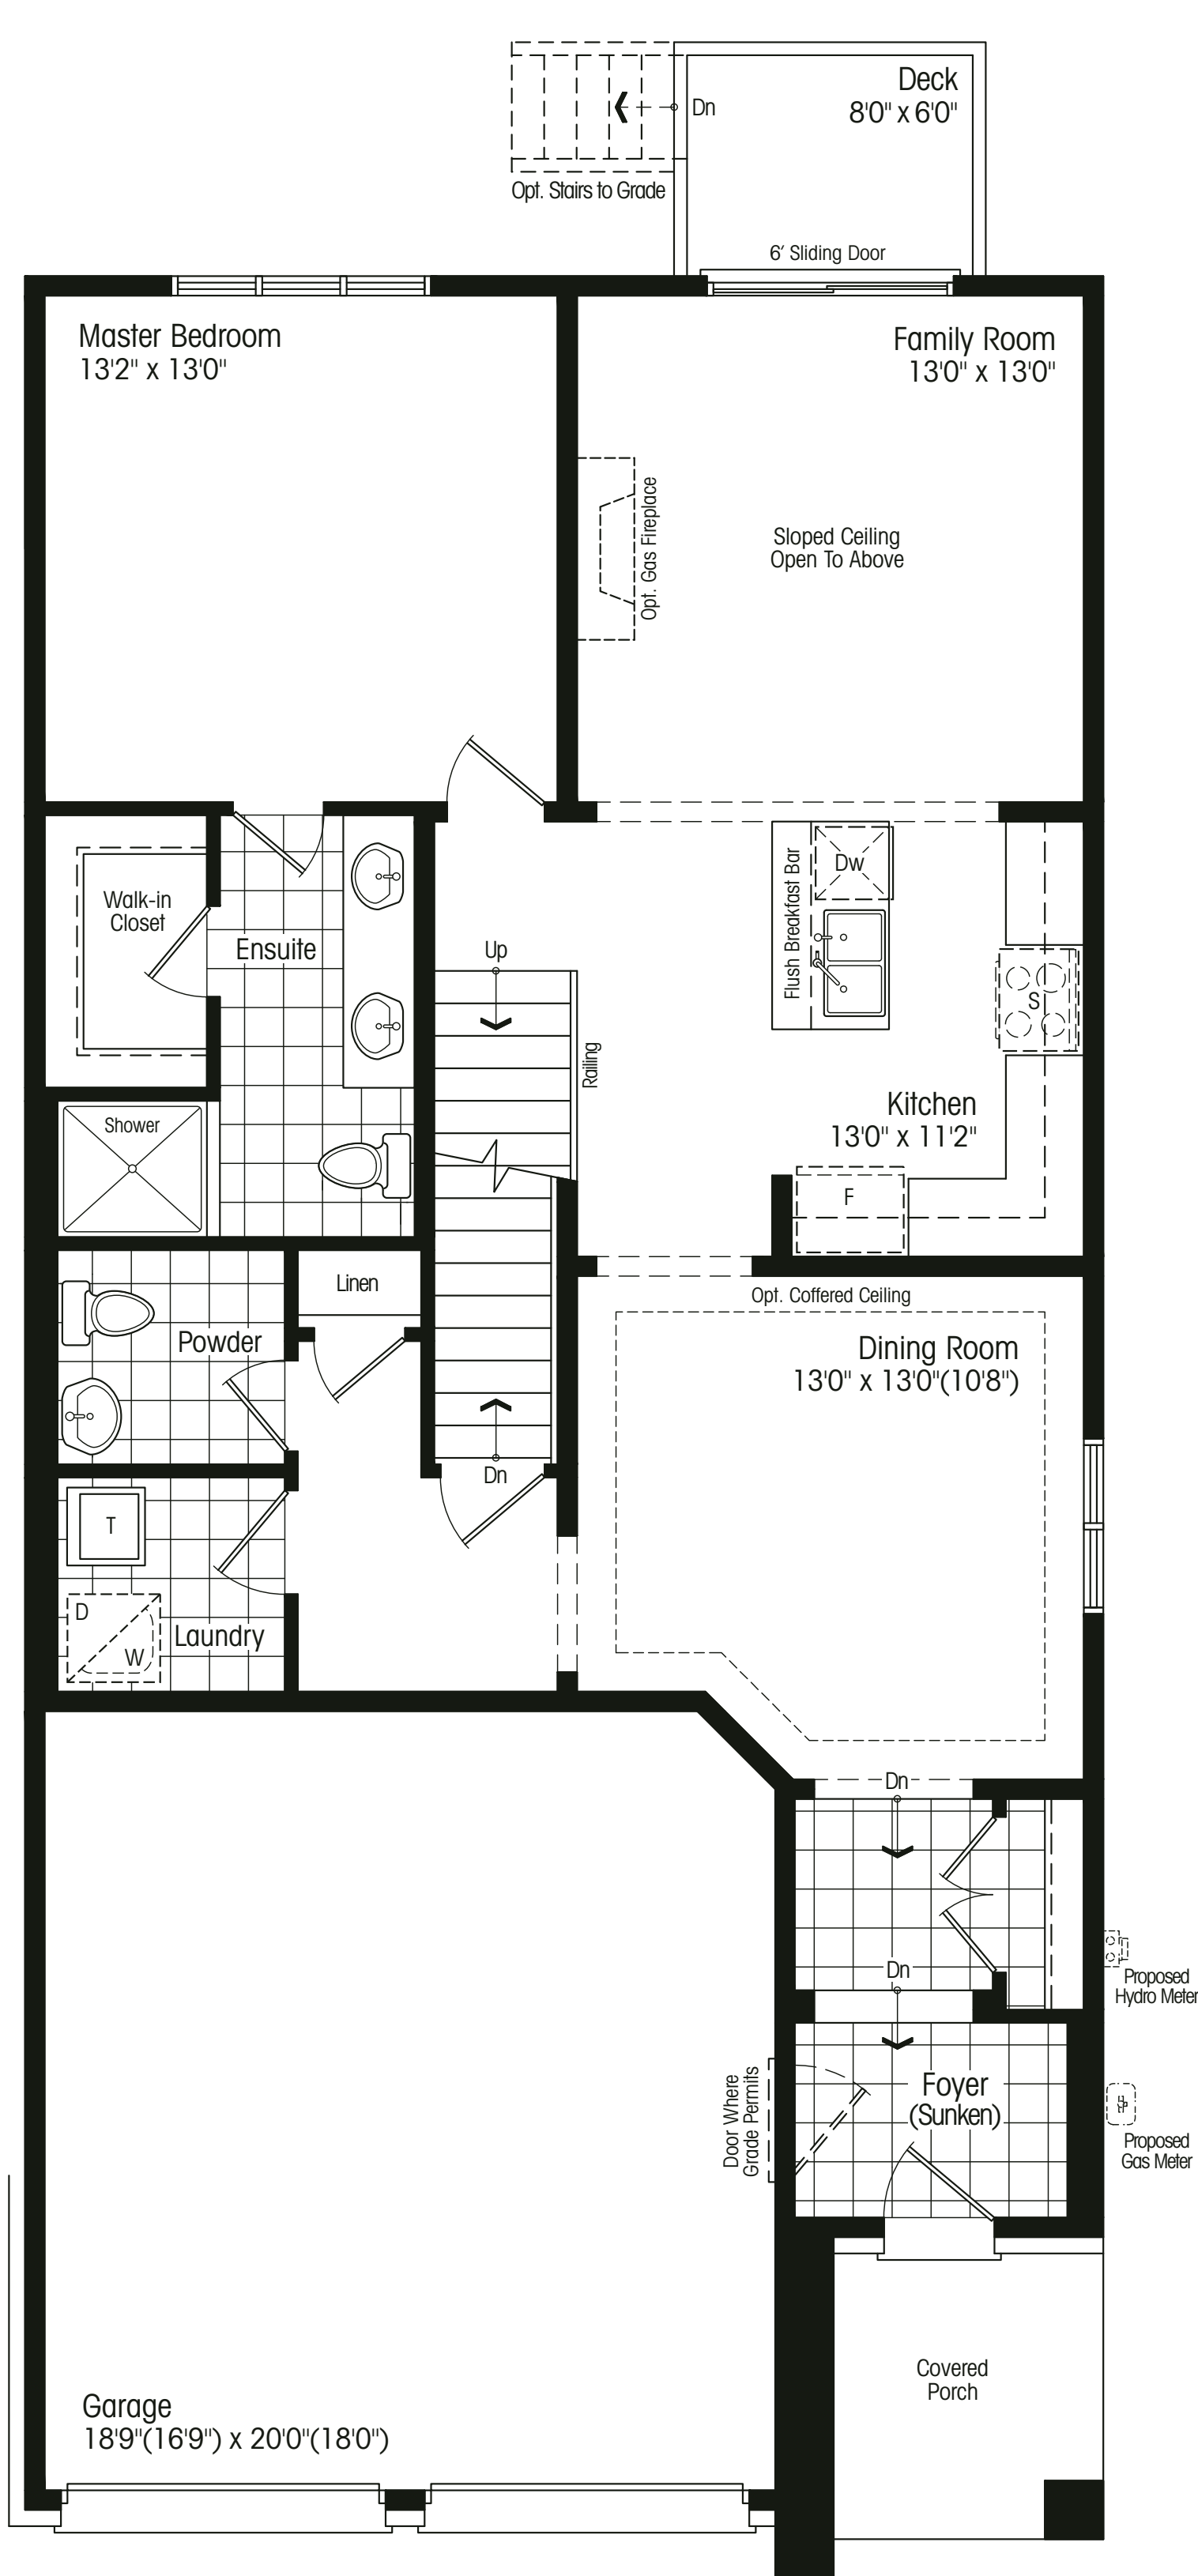 Deck
8'0" x 6'0"
Dn
Opt. Stairs to Grade
6' Sliding Door
Master Bedroom
13'2" x 13'0"
Family Room
13'0" x 13'0"
Opt. Gas Fireplace
Sloped Ceiling
Open To Above
Walk-in
Closet
Ensuite
Up
Railing
Flush Breakfast Bar
Dw
S
Kitchen
13'0" x 11'2"
Shower
F
Linen
Powder
Opt. Coffered Ceiling
Dining Room
13'0" x 13'0"(10'8")
Dn
T
D
W
Laundry
Dn
Dn
Proposed
Hydro Meter
Door Where
Grade Permits
Foyer
(Sunken)
Proposed
Gas Meter
Covered
Porch
Garage
18'9"(16'9") x 20'0"(18'0")